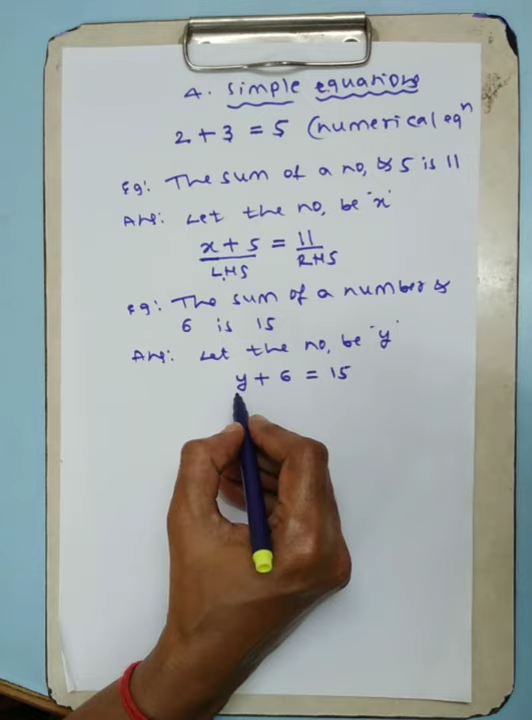 4. Simple equations
2 + 3 = 5 (numerical eqⁿ
Eg: The sum of a no, & 5 is 11
Ans: Let the no, be "x"
x + 5 = 11
LHS RHS
Eg: The sum of a number &
6 is 15
Ans: Let the no, be "y"
y + 6 = 15